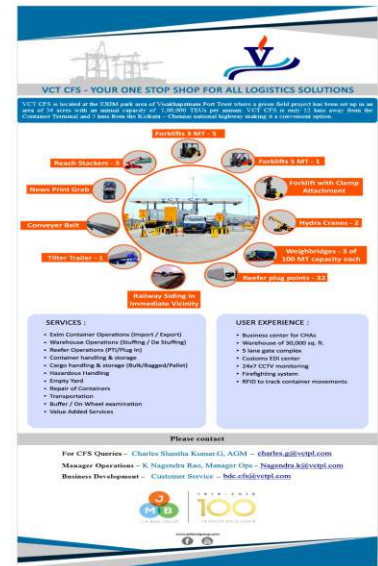 VCT CFS - YOUR ONE STOP SHOP FOR ALL LOGISTICS SOLUTIONS
VCT CFS is located at the EXIM park area of Visakhapatnam Port Trust where a green field project has been set up in an
area of 34 acres with an annual capacity of 1,00,000 TEUs per annum. VCT CFS is only 12 kms away from the
Container Terminal and 7 kms from the Kolkata – Chennai national highway making it a convenient option.
Forklifts 3 MT - 5
Reach Stackers - 3
Forklifts 5 MT - 1
News Print Grab
Forklift with Clamp
Attachment
VCT CFS
Conveyer Belt
Hydra Cranes - 2
Tilter Trailer - 1
Weighbridges - 3 of
100 MT capacity each
Reefer plug points - 32
Railway Siding in
Immediate Vicinity
SERVICES :
• Exim Container Operations (Import / Export)
• Warehouse Operations (Stuffing / De Stuffing)
• Reefer Operations (PTI/Plug In)
• Container handling & storage
• Cargo handling & storage (Bulk/Bagged/Pallet)
• Hazardous Handling
• Empty Yard
• Repair of Containers
• Transportation
• Buffer / On Wheel examination
• Value Added Services
USER EXPERIENCE :
• Business center for CHAs
• Warehouse of 30,000 sq. ft.
• 5 lane gate complex
• Customs EDI center
• 24x7 CCTV monitoring
• Firefighting system
• RFID to track container movements
Please contact
For CFS Queries – Charles Shantha Kumar.G, AGM – charles.g@vctpl.com
Manager Operations – K Nagendra Rao, Manager Ops – Nagendra.k@vctpl.com
Business Development – Customer Service – bdc.cfs@vctpl.com
J M B
100